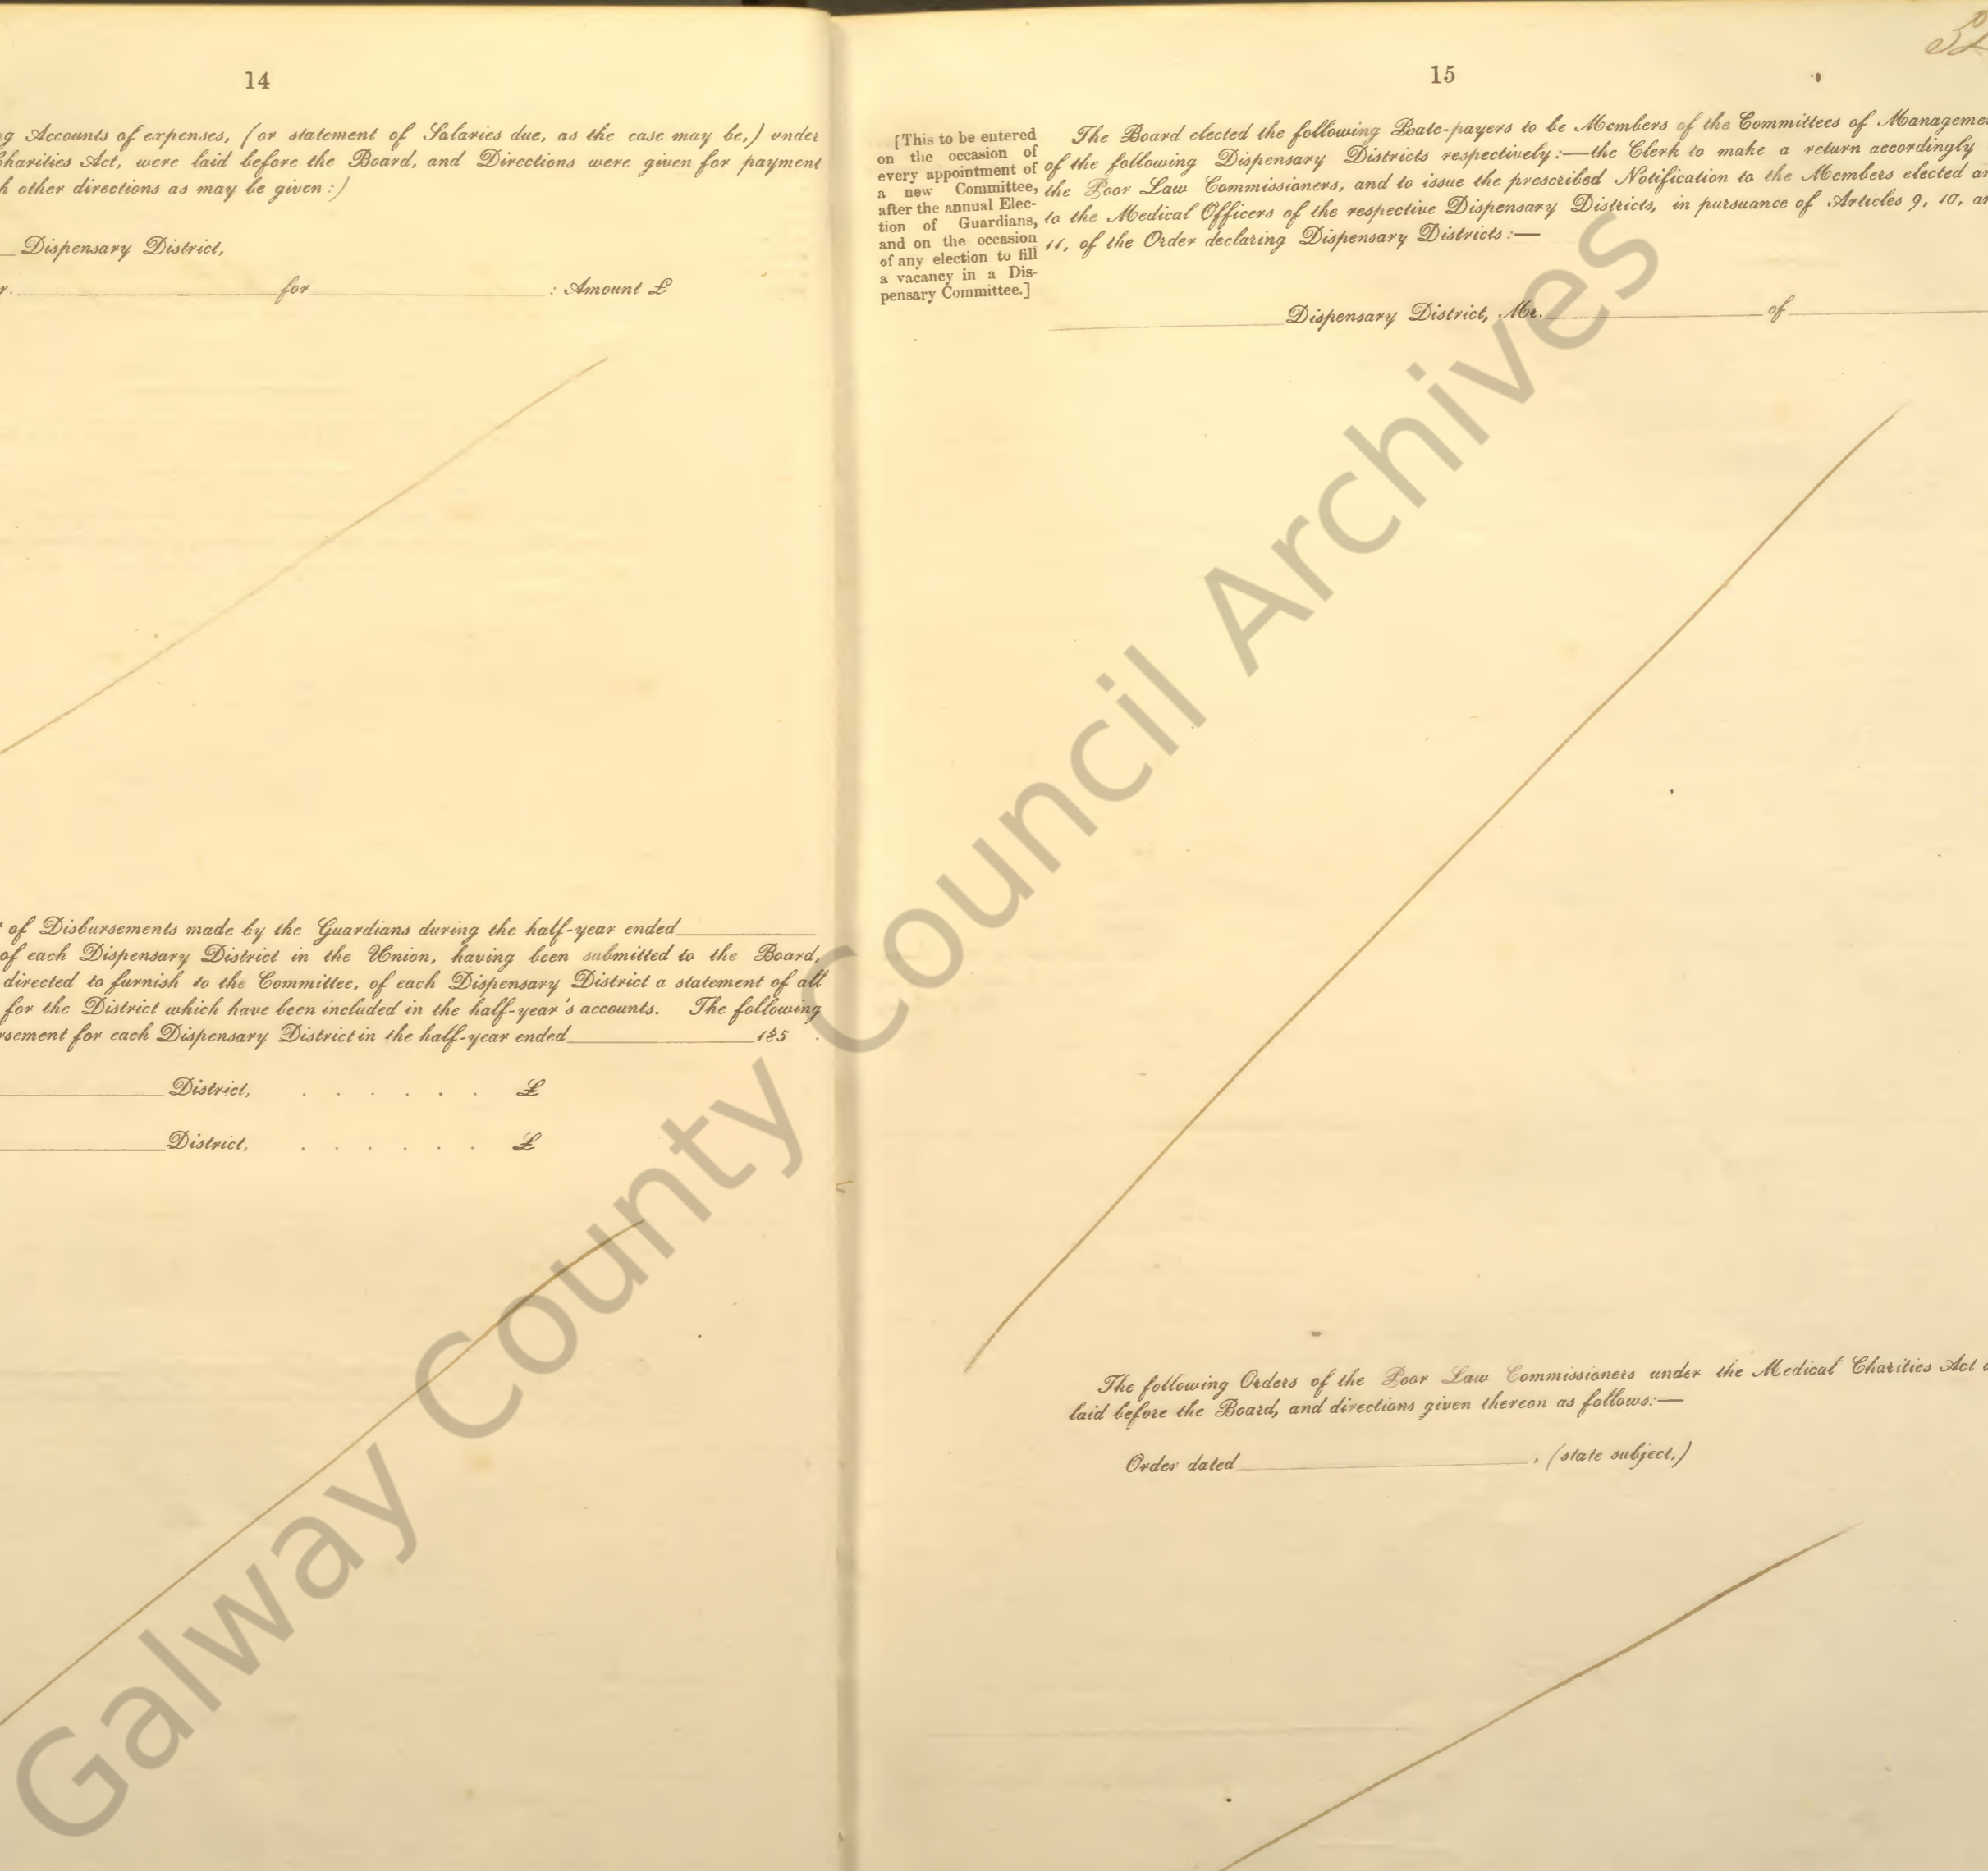 14
g Accounts of expenses, (or statement of Salaries due, as the case may be,) under
Charities Act, were laid before the Board, and Directions were given for payment
h other directions as may be given:)
Dispensary District,
r. for : Amount £
of Disbursements made by the Guardians during the half-year ended
of each Dispensary District in the Union, having been submitted to the Board,
directed to furnish to the Committee, of each Dispensary District a statement of all
for the District which have been included in the half-year's accounts. The following
rsement for each Dispensary District in the half-year ended 185
District, . . . . . . £
District, . . . . . . £
15
[This to be entered
on the occasion of
every appointment of
a new Committee,
after the annual Elec-
tion of Guardians,
and on the occasion
of any election to fill
a vacancy in a Dis-
pensary Committee.]
The Board elected the following Rate-payers to be Members of the Committees of Manageme
of the following Dispensary Districts respectively:—the Clerk to make a return accordingly
the Poor Law Commissioners, and to issue the prescribed Notification to the Members elected an
to the Medical Officers of the respective Dispensary Districts, in pursuance of Articles 9, 10, an
11, of the Order declaring Dispensary Districts:—
Dispensary District, Mr. of
The following Orders of the Poor Law Commissioners under the Medical Charities Act
laid before the Board, and directions given thereon as follows:—
Order dated , (state subject,)
Galway County Council Archives